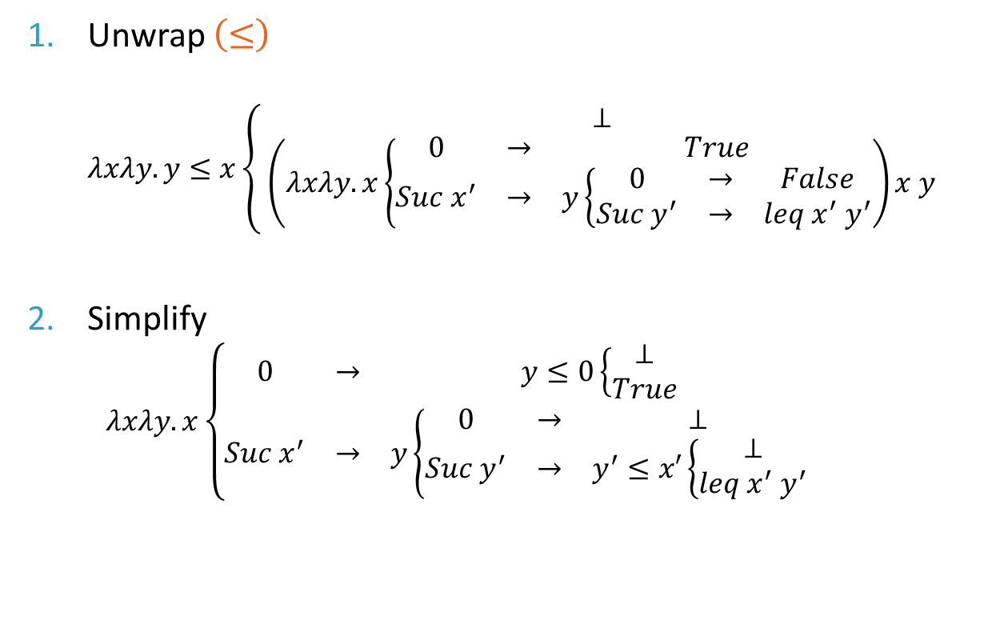 1. Unwrap (≤)
⊥
λxλy. y ≤ x { ( λxλy. x { 0 → True
Suc x′ → y { 0 → False
Suc y′ → leq x′ y′ ) x y
2. Simplify
λxλy. x { 0 → y ≤ 0 { ⊥
True
Suc x′ → y { 0 → ⊥
Suc y′ → y′ ≤ x′ { ⊥
leq x′ y′